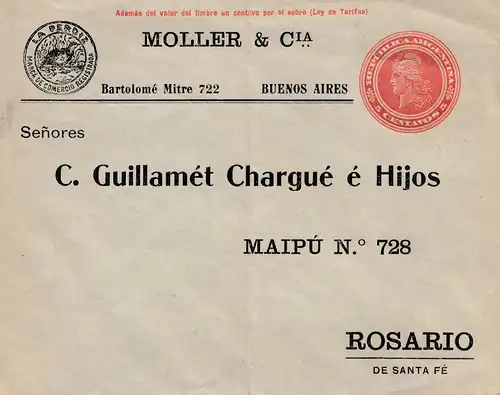 Además del valor del timbre un centavo por el sobre (Ley de Tarifas)
LA PERDIZ
MARCA DE COMERCIO REGISTRADA
MOLLER & CIA.
Bartolomé Mitre 722 BUENOS AIRES
REPUBLICA ARGENTINA
5 CENTAVOS 5
Señores
C. Guillamét Chargué é Hijos
MAIPÚ N.º 728
ROSARIO
DE SANTA FÉ